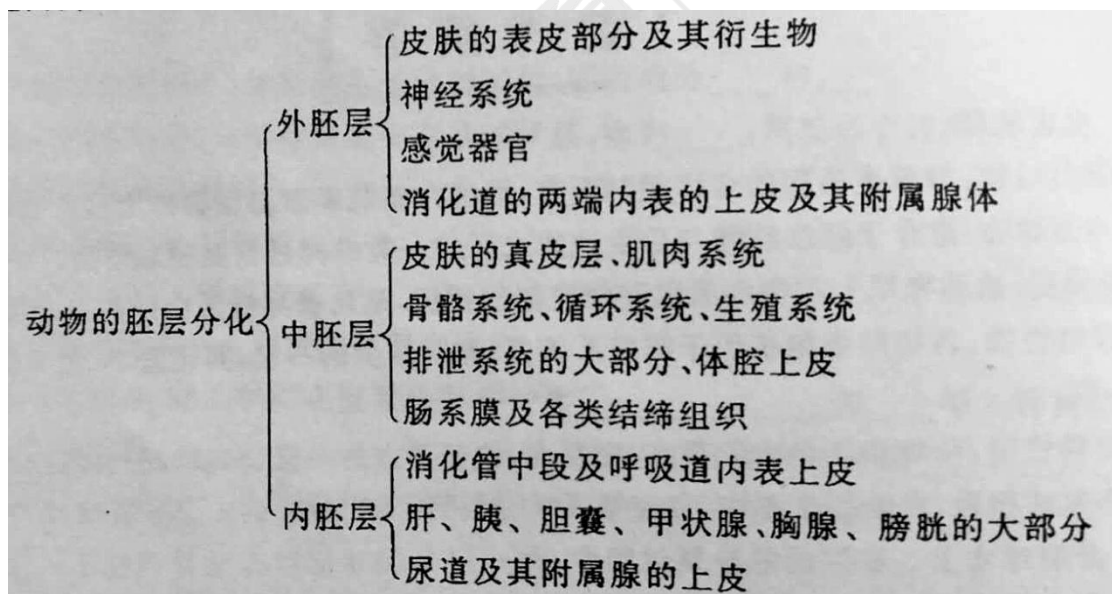 皮肤的表皮部分及其衍生物
神经系统
外胚层
感觉器官
消化道的两端内表的上皮及其附属腺体
皮肤的真皮层、肌肉系统
骨骼系统、循环系统、生殖系统
动物的胚层分化
中胚层
排泄系统的大部分、体腔上皮
肠系膜及各类结缔组织
消化管中段及呼吸道内表上皮
内胚层
肝、胰、胆囊、甲状腺、胸腺、膀胱的大部分
尿道及其附属腺的上皮